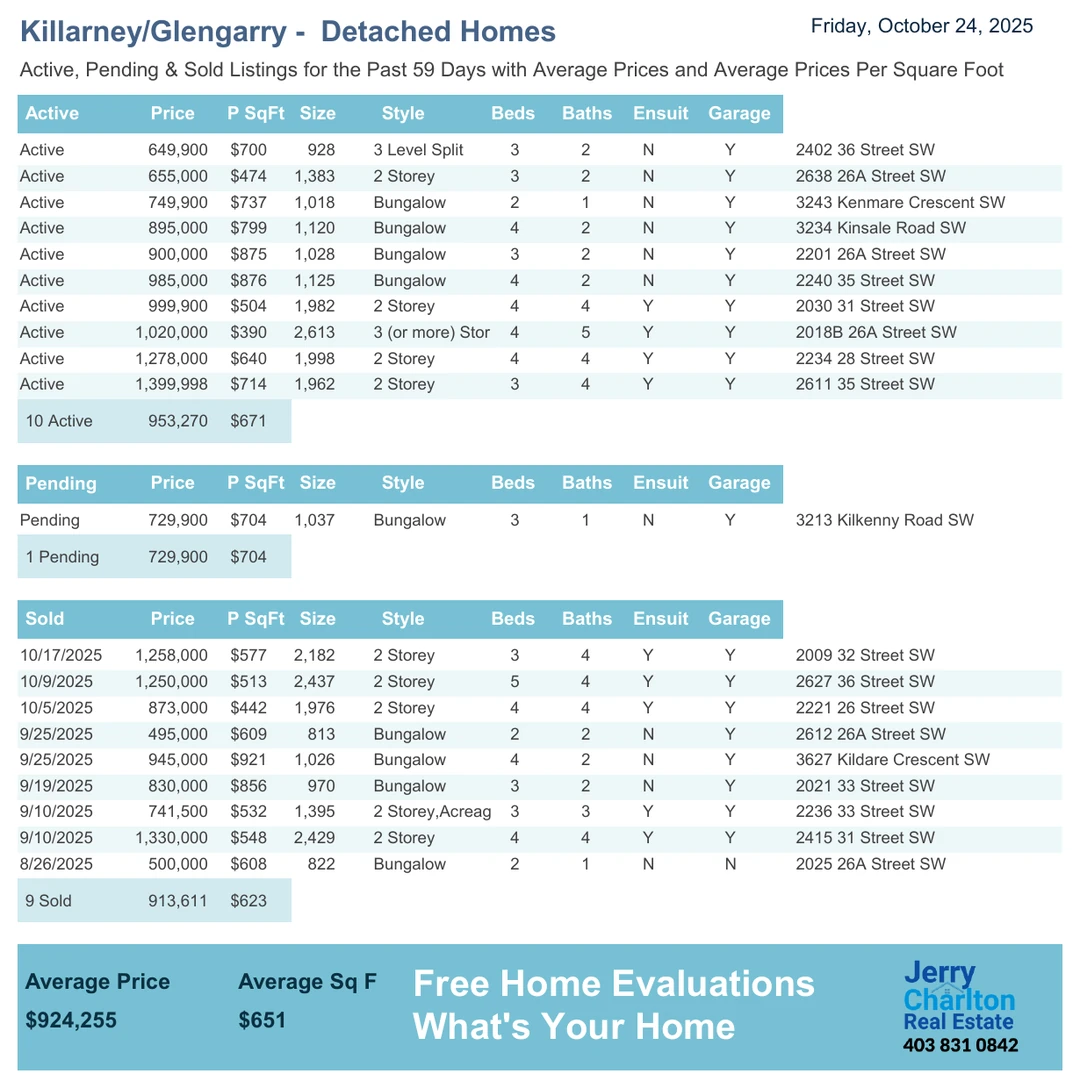 Killarney/Glengarry - Detached Homes Friday, October 24, 2025
Active, Pending & Sold Listings for the Past 59 Days with Average Prices and Average Prices Per Square Foot
Active Price P SqFt Size Style Beds Baths Ensuit Garage
Active 649,900 $700 928 3 Level Split 3 2 N Y 2402 36 Street SW
Active 655,000 $474 1,383 2 Storey 3 2 N Y 2638 26A Street SW
Active 749,900 $737 1,018 Bungalow 2 1 N Y 3243 Kenmare Crescent SW
Active 895,000 $799 1,120 Bungalow 4 2 N Y 3234 Kinsale Road SW
Active 900,000 $875 1,028 Bungalow 3 2 N Y 2201 26A Street SW
Active 985,000 $876 1,125 Bungalow 4 2 N Y 2240 35 Street SW
Active 999,900 $504 1,982 2 Storey 4 4 Y Y 2030 31 Street SW
Active 1,020,000 $390 2,613 3 (or more) Stor 4 5 Y Y 2018B 26A Street SW
Active 1,278,000 $640 1,998 2 Storey 4 4 Y Y 2234 28 Street SW
Active 1,399,998 $714 1,962 2 Storey 3 4 Y Y 2611 35 Street SW
10 Active 953,270 $671
Pending Price P SqFt Size Style Beds Baths Ensuit Garage
Pending 729,900 $704 1,037 Bungalow 3 1 N Y 3213 Kilkenny Road SW
1 Pending 729,900 $704
Sold Price P SqFt Size Style Beds Baths Ensuit Garage
10/17/2025 1,258,000 $577 2,182 2 Storey 3 4 Y Y 2009 32 Street SW
10/9/2025 1,250,000 $513 2,437 2 Storey 5 4 Y Y 2627 36 Street SW
10/5/2025 873,000 $442 1,976 2 Storey 4 4 Y Y 2221 26 Street SW
9/25/2025 495,000 $609 813 Bungalow 2 2 N Y 2612 26A Street SW
9/25/2025 945,000 $921 1,026 Bungalow 4 2 N Y 3627 Kildare Crescent SW
9/19/2025 830,000 $856 970 Bungalow 3 2 N Y 2021 33 Street SW
9/10/2025 741,500 $532 1,395 2 Storey,Acreag 3 3 Y Y 2236 33 Street SW
9/10/2025 1,330,000 $548 2,429 2 Storey 4 4 Y Y 2415 31 Street SW
8/26/2025 500,000 $608 822 Bungalow 2 1 N N 2025 26A Street SW
9 Sold 913,611 $623
Average Price Average Sq F
$924,255 $651
Free Home Evaluations
What's Your Home
Jerry
Charlton
Real Estate
403 831 0842